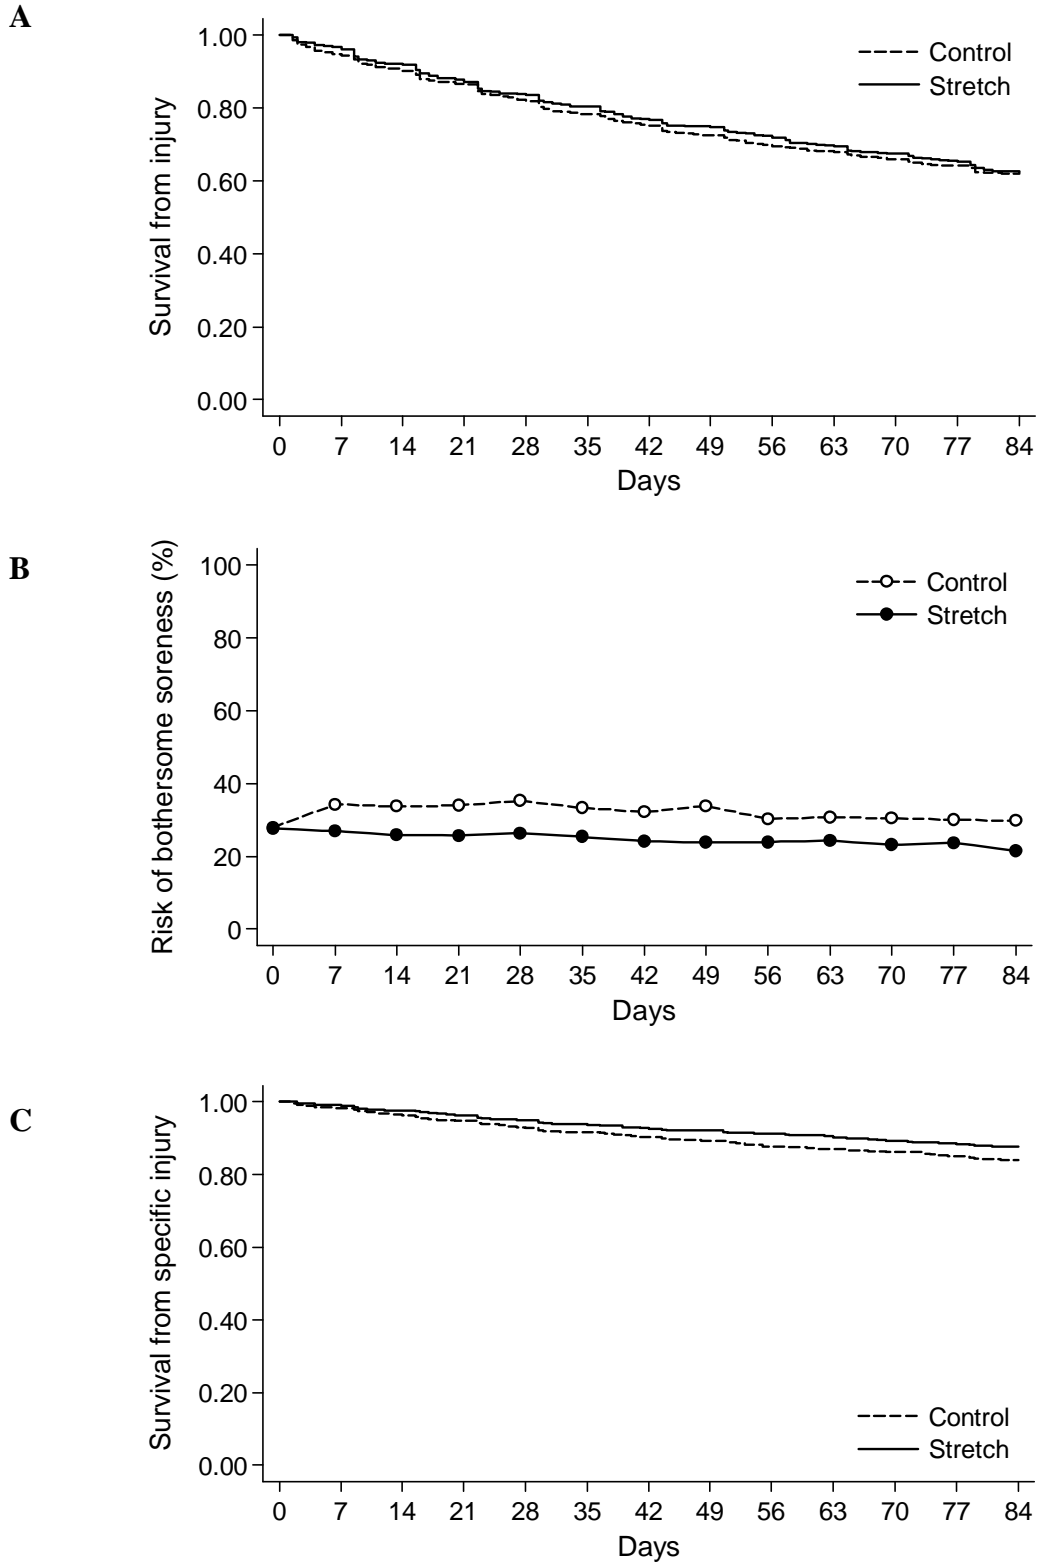 A
Survival from injury
1.00
0.80
0.60
0.40
0.20
0.00
Control
Stretch
0 7 14 21 28 35 42 49 56 63 70 77 84
Days
B
Risk of bothersome soreness (%)
100
80
60
40
20
0
Control
Stretch
0 7 14 21 28 35 42 49 56 63 70 77 84
Days
C
Survival from specific injury
1.00
0.80
0.60
0.40
0.20
0.00
Control
Stretch
0 7 14 21 28 35 42 49 56 63 70 77 84
Days